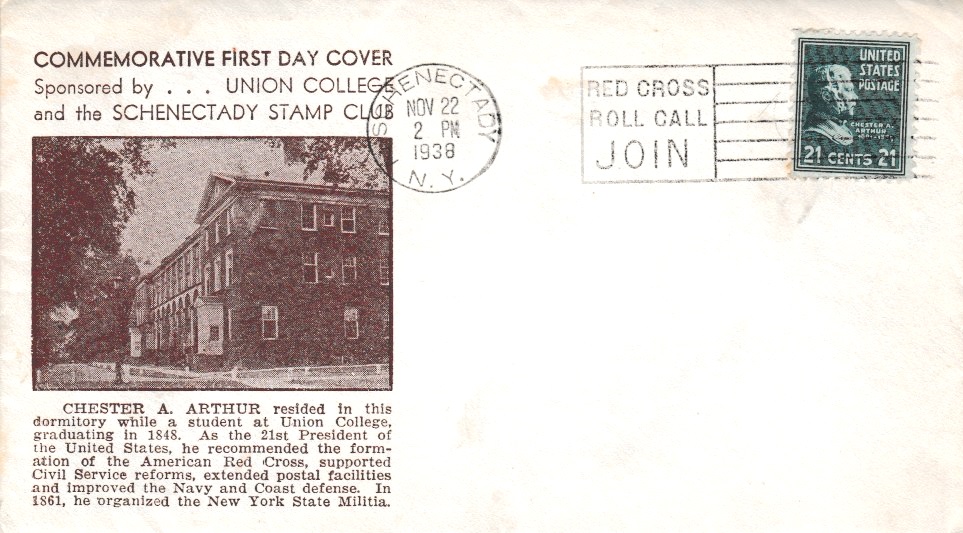 COMMEMORATIVE FIRST DAY COVER
Sponsored by . . . UNION COLLEGE
and the SCHENECTADY STAMP CLUB
SCHENECTADY
NOV 22
2 PM
1938
N. Y.
RED CROSS
ROLL CALL
JOIN
UNITED
STATES
POSTAGE
CHESTER A.
ARTHUR
21 CENTS 21
CHESTER A. ARTHUR resided in this
dormitory while a student at Union College,
graduating in 1848. As the 21st President of
the United States, he recommended the form-
ation of the American Red Cross, supported
Civil Service reforms, extended postal facilities
and improved the Navy and Coast defense. In
1861, he organized the New York State Militia.